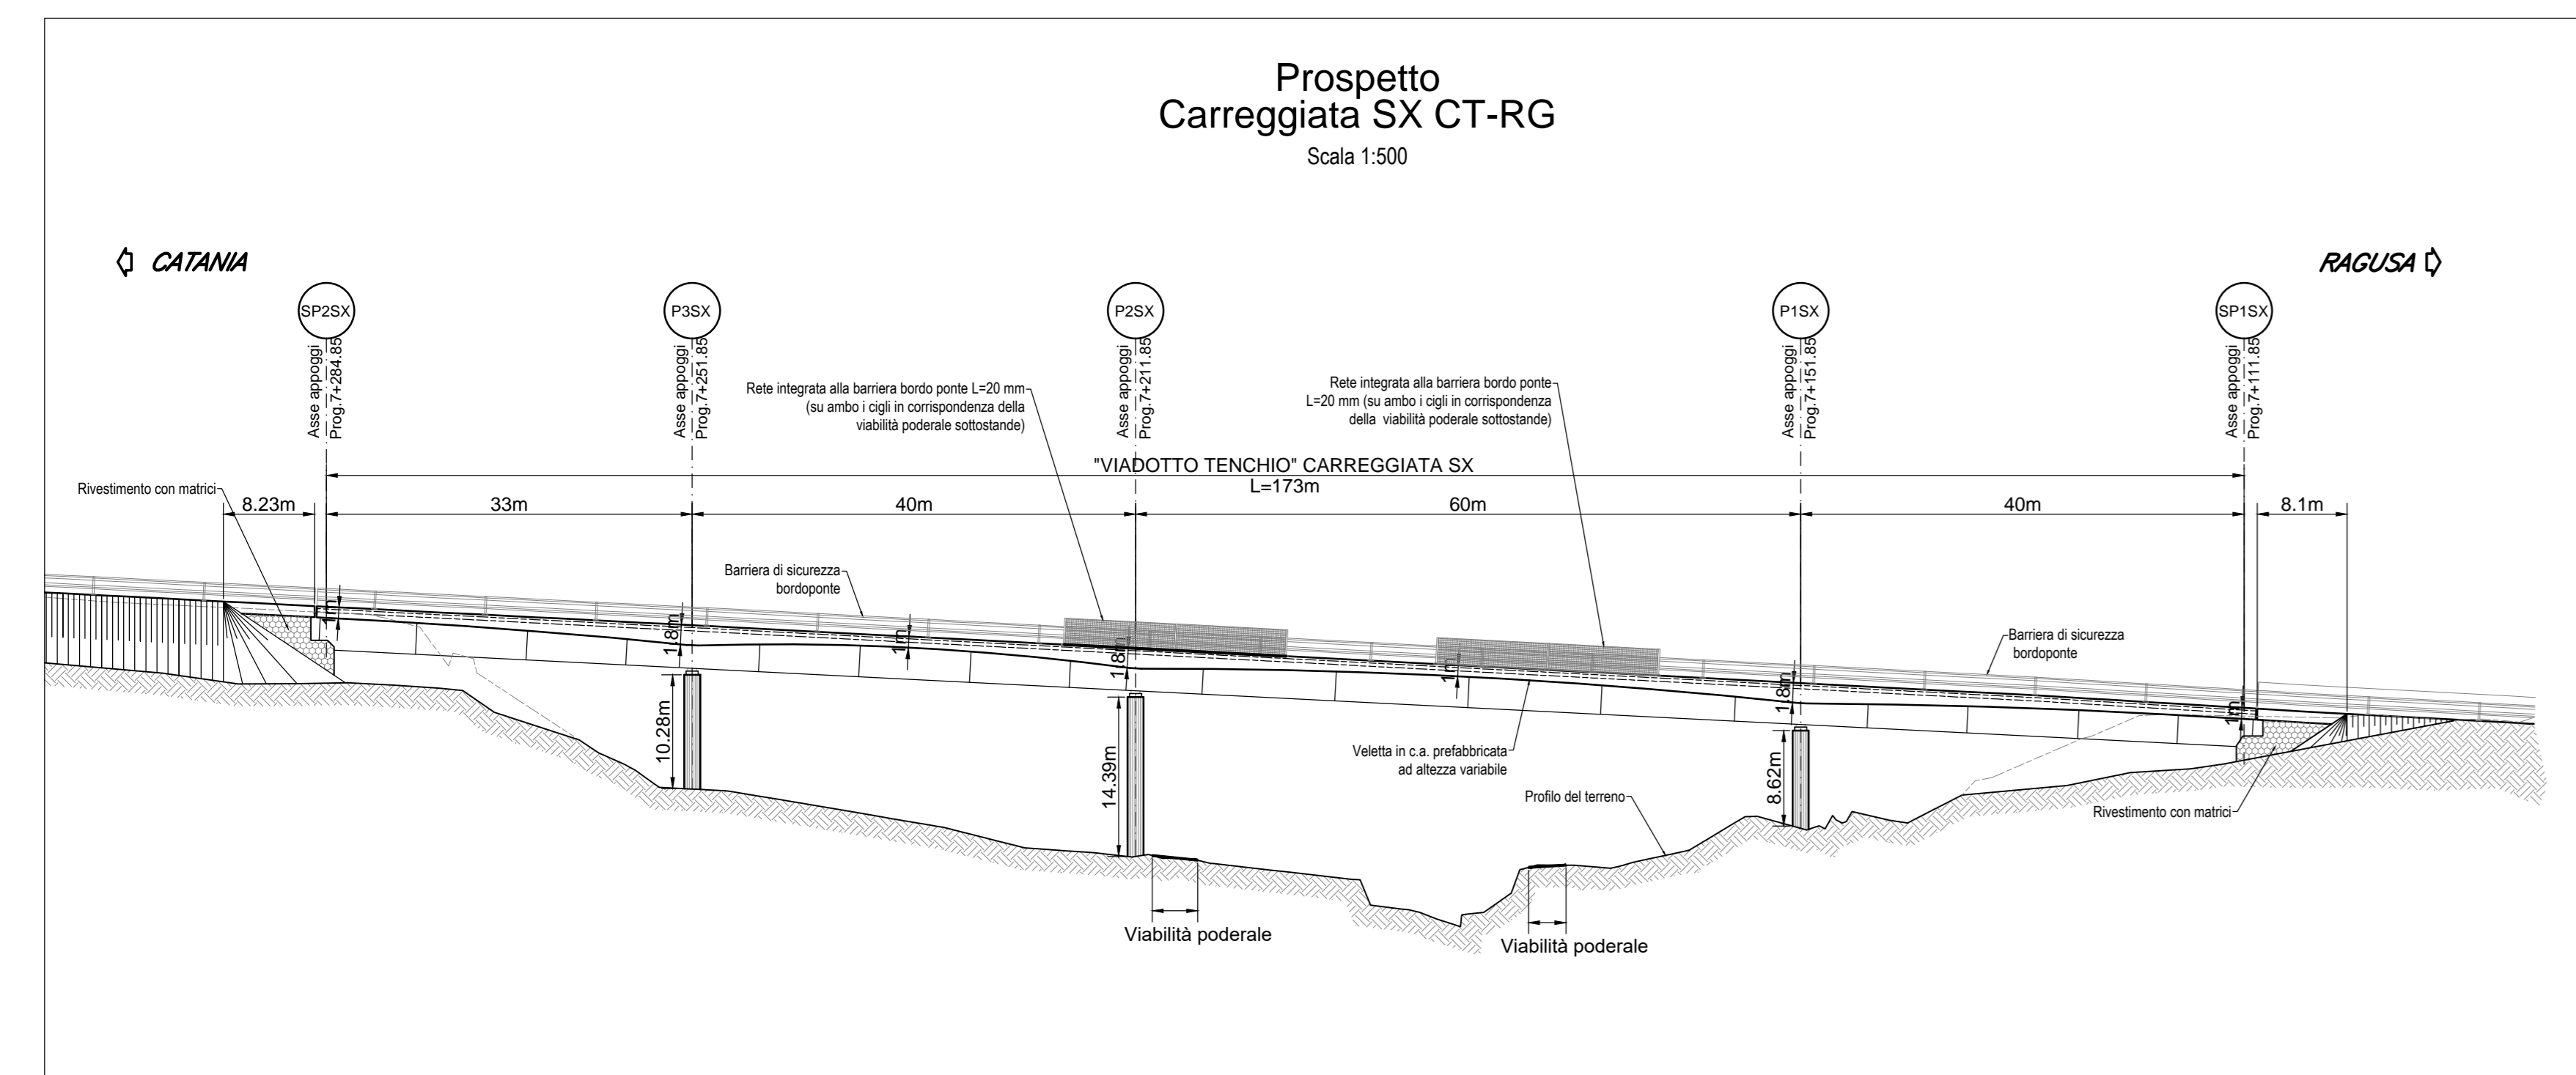 Prospetto
Carreggiata SX CT-RG
Scala 1:500
CATANIA
RAGUSA
SP2SX
P3SX
P2SX
P1SX
SP1SX
Asse appoggi
Prog.7+284.85
Asse appoggi
Prog.7+251.85
Asse appoggi
Prog.7+211.85
Asse appoggi
Prog.7+151.85
Asse appoggi
Prog.7+111.85
Rete integrata alla barriera bordo ponte L=20 mm
(su ambo i cigli in corrispondenza della
viabilità poderale sottostande)
Rete integrata alla barriera bordo ponte
L=20 mm (su ambo i cigli in corrispondenza
della viabilità poderale sottostande)
"VIADOTTO TENCHIO" CARREGGIATA SX
L=173m
Rivestimento con matrici
8.23m
33m
40m
60m
40m
8.1m
Barriera di sicurezza
bordoponte
Barriera di sicurezza
bordoponte
1m
1.8m
1m
1.8m
1m
1.8m
1m
10.28m
14.39m
8.62m
Veletta in c.a. prefabbricata
ad altezza variabile
Profilo del terreno
Rivestimento con matrici
Viabilità poderale
Viabilità poderale